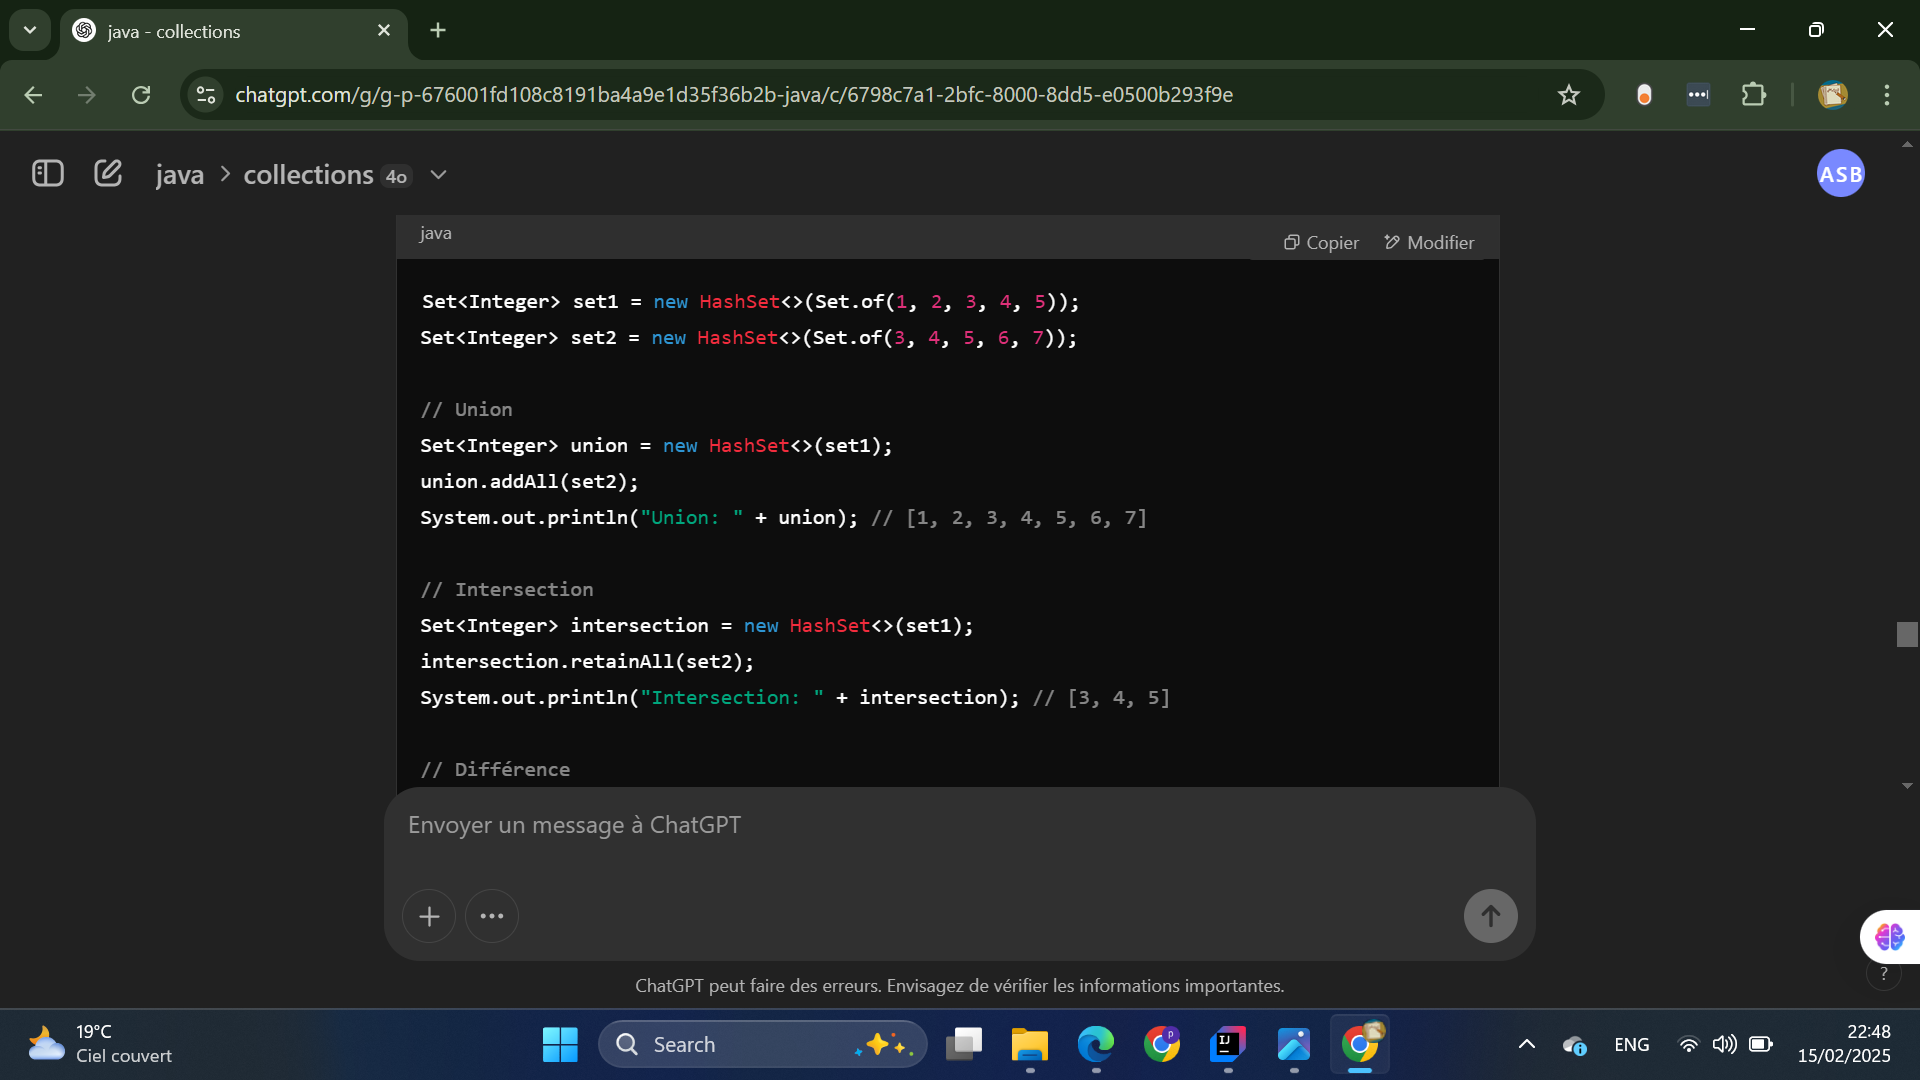 java - collections
chatgpt.com/g/g-p-676001fd108c8191ba4a9e1d35f36b2b-java/c/6798c7a1-2bfc-8000-8dd5-e0500b293f9e
java > collections 4o
ASB
java
Copier
Modifier
Set<Integer> set1 = new HashSet<>(Set.of(1, 2, 3, 4, 5));
Set<Integer> set2 = new HashSet<>(Set.of(3, 4, 5, 6, 7));
// Union
Set<Integer> union = new HashSet<>(set1);
union.addAll(set2);
System.out.println("Union: " + union); // [1, 2, 3, 4, 5, 6, 7]
// Intersection
Set<Integer> intersection = new HashSet<>(set1);
intersection.retainAll(set2);
System.out.println("Intersection: " + intersection); // [3, 4, 5]
// Différence
Envoyer un message à ChatGPT
?
ChatGPT peut faire des erreurs. Envisagez de vérifier les informations importantes.
19°C
Ciel couvert
Search
P
IJ
ENG
22:48
15/02/2025